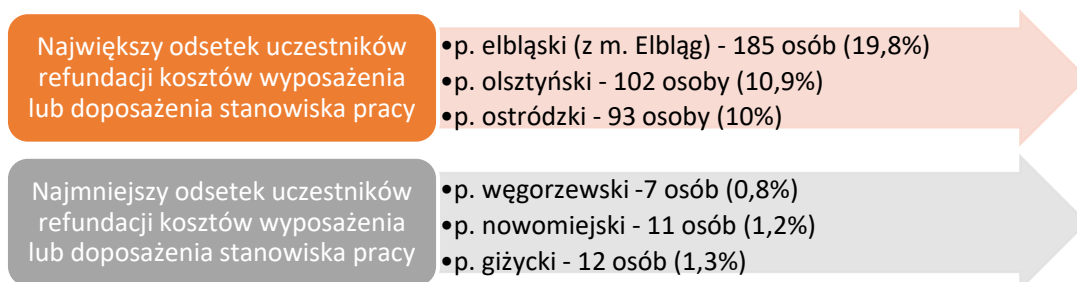 Największy odsetek uczestników
refundacji kosztów wyposażenia
lub doposażenia stanowiska pracy
•p. elbląski (z m. Elbląg) - 185 osób (19,8%)
•p. olsztyński - 102 osoby (10,9%)
•p. ostródzki - 93 osoby (10%)
Najmniejszy odsetek uczestników
refundacji kosztów wyposażenia
lub doposażenia stanowiska pracy
•p. węgorzewski -7 osób (0,8%)
•p. nowomiejski - 11 osób (1,2%)
•p. giżycki - 12 osób (1,3%)